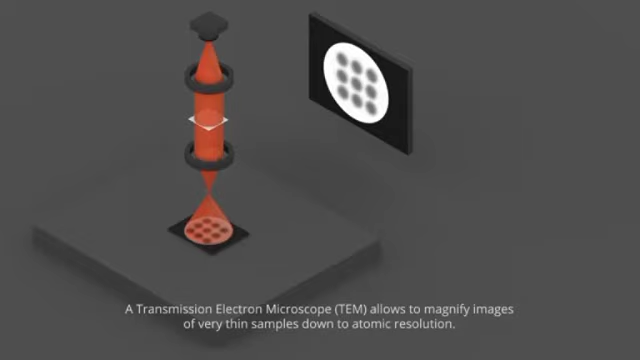 A Transmission Electron Microscope (TEM) allows to magnify images
of very thin samples down to atomic resolution.